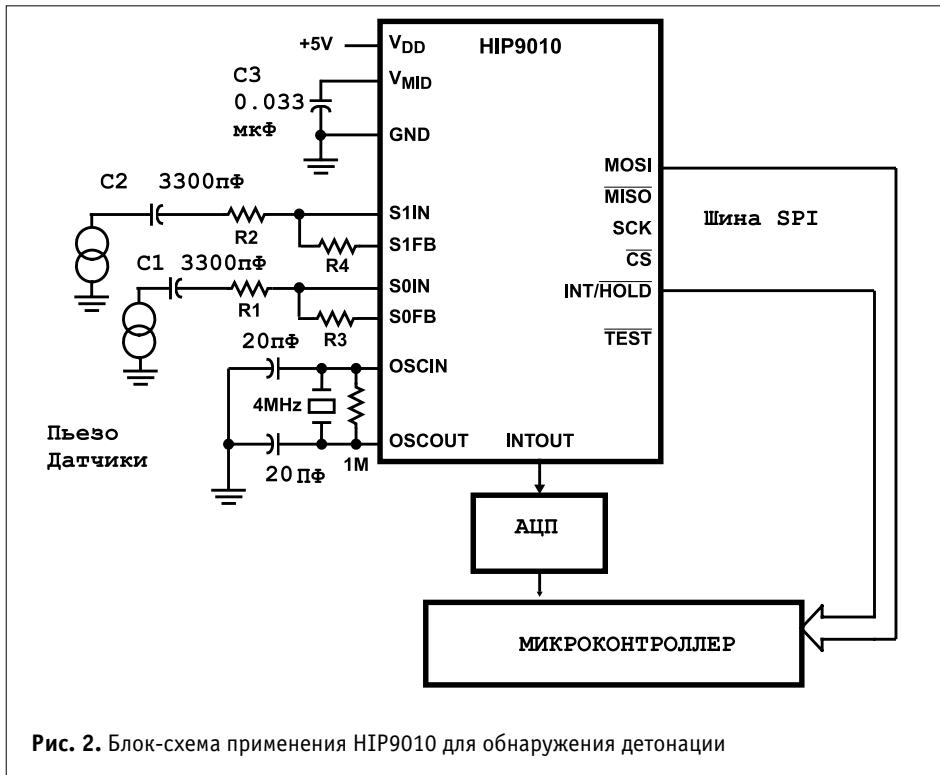 +5V
VDD
HIP9010
C3
0.033
мкФ
VMID
GND
MOSI
C2 3300пФ
MISO
S1IN
Шина SPI
R2
SCK
S1FB
R4
CS
C1 3300пФ
S0IN
INT/HOLD
R1
S0FB
R3
20пФ
TEST
OSCIN
4MHz
Пьезо
Датчики
OSCOUT
INTOUT
20 ПФ
1M
АЦП
МИКРОКОНТРОЛЛЕР
Рис. 2. Блок-схема применения HIP9010 для обнаружения детонации